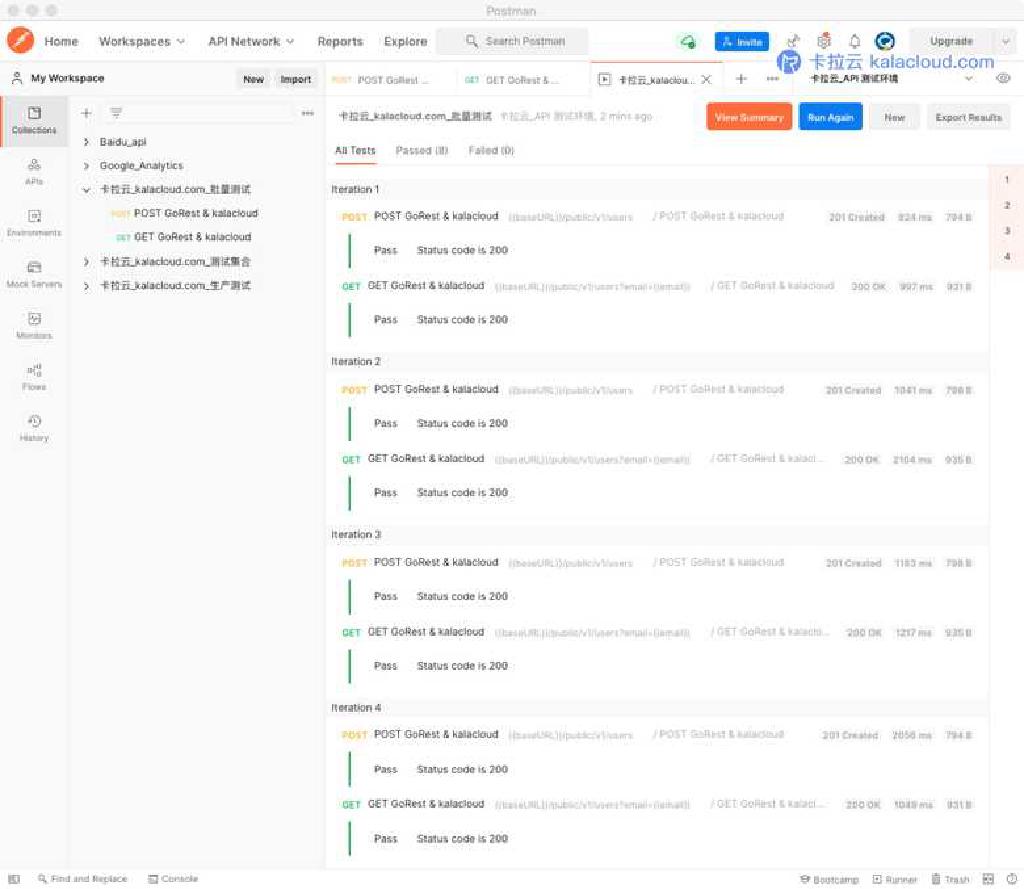 Postman
Home Workspaces API Network Reports Explore Search Postman Invite Upgrade
卡拉云 kalacloud.com
My Workspace New Import POST POST GoRest ... GET GET GoRest & ... 卡拉云_kalaclou... 卡拉云_API 测试环境
卡拉云_kalacloud.com_批量测试 卡拉云_API 测试环境, 2 mins ago View Summary Run Again New Export Results
Collections
APIs
Environments
Mock Servers
Monitors
Flows
History
Baidu_api
Google_Analytics
卡拉云_kalacloud.com_批量测试
POST POST GoRest & kalacloud
GET GET GoRest & kalacloud
卡拉云_kalacloud.com_测试集合
卡拉云_kalacloud.com_生产测试
All Tests Passed (8) Failed (0)
Iteration 1
POST POST GoRest & kalacloud {{baseURL}}/public/v1/users / POST GoRest & kalacloud 201 Created 924 ms 794 B
Pass Status code is 200
GET GET GoRest & kalacloud {{baseURL}}/public/v1/users?email={{email}} / GET GoRest & kalacloud 200 OK 997 ms 931 B
Pass Status code is 200
Iteration 2
POST POST GoRest & kalacloud {{baseURL}}/public/v1/users / POST GoRest & kalacloud 201 Created 1041 ms 798 B
Pass Status code is 200
GET GET GoRest & kalacloud {{baseURL}}/public/v1/users?email={{email}} / GET GoRest & kalacl... 200 OK 2104 ms 935 B
Pass Status code is 200
Iteration 3
POST POST GoRest & kalacloud {{baseURL}}/public/v1/users / POST GoRest & kalacloud 201 Created 1183 ms 798 B
Pass Status code is 200
GET GET GoRest & kalacloud {{baseURL}}/public/v1/users?email={{email}} / GET GoRest & kalaclo... 200 OK 1217 ms 935 B
Pass Status code is 200
Iteration 4
POST POST GoRest & kalacloud {{baseURL}}/public/v1/users / POST GoRest & kalacloud 201 Created 2056 ms 794 B
Pass Status code is 200
GET GET GoRest & kalacloud {{baseURL}}/public/v1/users?email={{email}} / GET GoRest & kalacl... 200 OK 1049 ms 931 B
Pass Status code is 200
1
2
3
4
Find and Replace Console Bootcamp Runner Trash